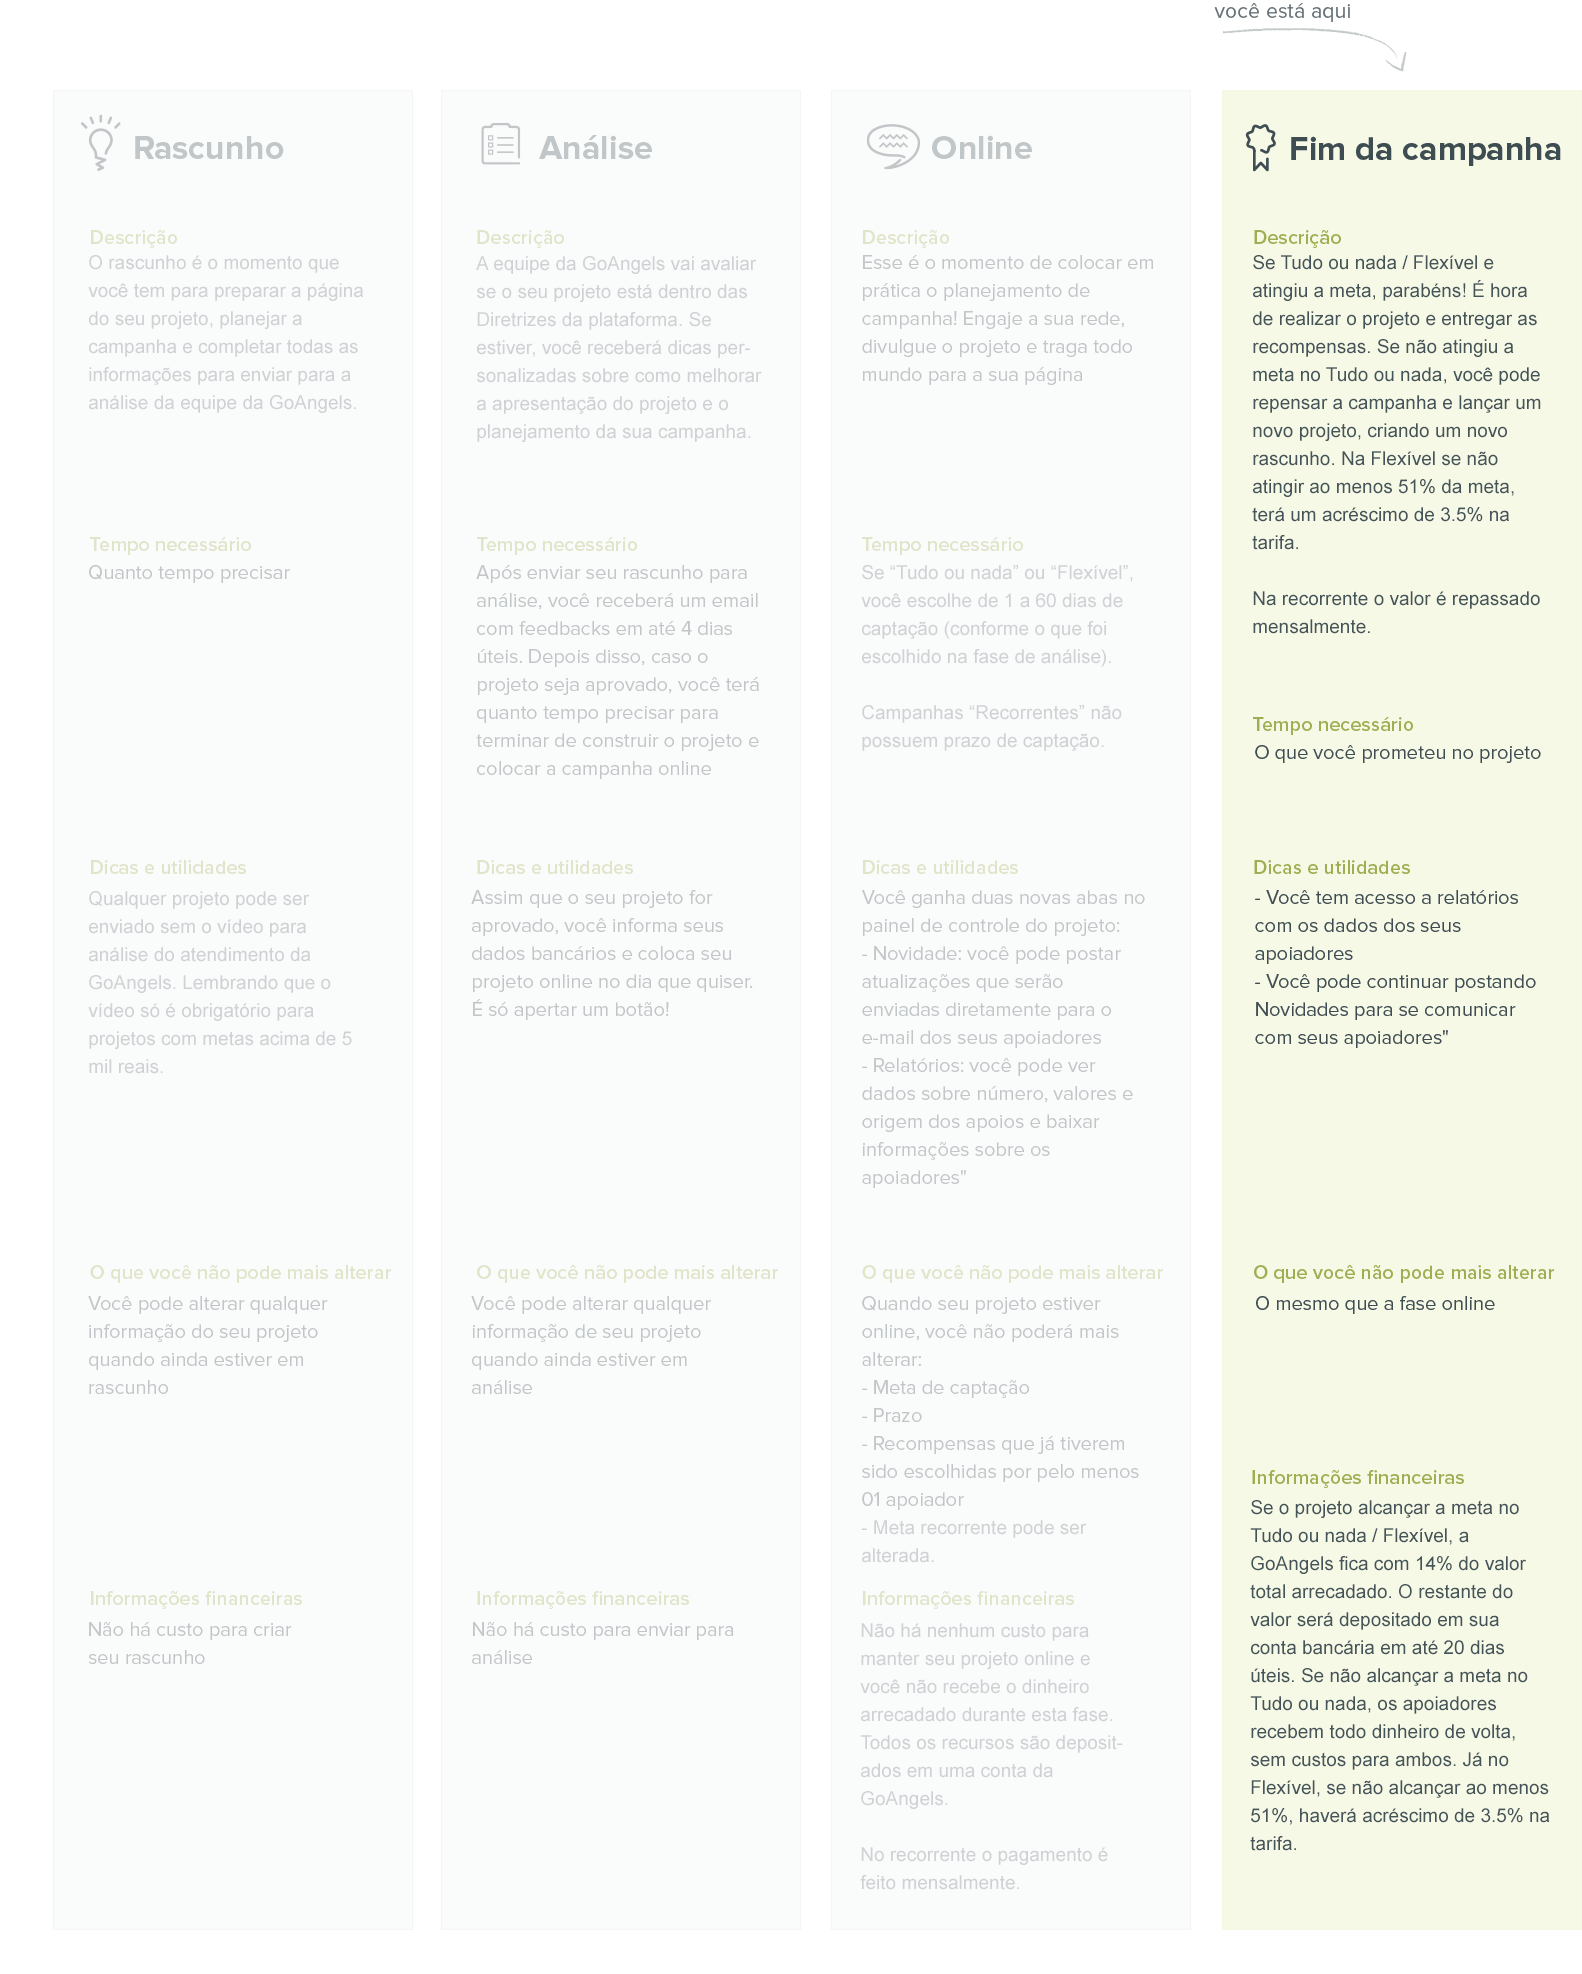 você está aqui
Rascunho
Descrição
O rascunho é o momento que
você tem para preparar a página
do seu projeto, planejar a
campanha e completar todas as
informações para enviar para a
análise da equipe da GoAngels.
Tempo necessário
Quanto tempo precisar
Dicas e utilidades
Qualquer projeto pode ser
enviado sem o vídeo para
análise do atendimento da
GoAngels. Lembrando que o
vídeo só é obrigatório para
projetos com metas acima de 5
mil reais.
O que você não pode mais alterar
Você pode alterar qualquer
informação do seu projeto
quando ainda estiver em
rascunho
Informações financeiras
Não há custo para criar
seu rascunho
Análise
Descrição
A equipe da GoAngels vai avaliar
se o seu projeto está dentro das
Diretrizes da plataforma. Se
estiver, você receberá dicas per-
sonalizadas sobre como melhorar
a apresentação do projeto e o
planejamento da sua campanha.
Tempo necessário
Após enviar seu rascunho para
análise, você receberá um email
com feedbacks em até 4 dias
úteis. Depois disso, caso o
projeto seja aprovado, você terá
quanto tempo precisar para
terminar de construir o projeto e
colocar a campanha online
Dicas e utilidades
Assim que o seu projeto for
aprovado, você informa seus
dados bancários e coloca seu
projeto online no dia que quiser.
É só apertar um botão!
O que você não pode mais alterar
Você pode alterar qualquer
informação de seu projeto
quando ainda estiver em
análise
Informações financeiras
Não há custo para enviar para
análise
Online
Descrição
Esse é o momento de colocar em
prática o planejamento de
campanha! Engaje a sua rede,
divulgue o projeto e traga todo
mundo para a sua página
Tempo necessário
Se “Tudo ou nada” ou “Flexível”,
você escolhe de 1 a 60 dias de
captação (conforme o que foi
escolhido na fase de análise).
Campanhas “Recorrentes” não
possuem prazo de captação.
Dicas e utilidades
Você ganha duas novas abas no
painel de controle do projeto:
- Novidade: você pode postar
atualizações que serão
enviadas diretamente para o
e-mail dos seus apoiadores
- Relatórios: você pode ver
dados sobre número, valores e
origem dos apoios e baixar
informações sobre os
apoiadores"
O que você não pode mais alterar
Quando seu projeto estiver
online, você não poderá mais
alterar:
- Meta de captação
- Prazo
- Recompensas que já tiverem
sido escolhidas por pelo menos
01 apoiador
- Meta recorrente pode ser
alterada.
Informações financeiras
Não há nenhum custo para
manter seu projeto online e
você não recebe o dinheiro
arrecadado durante esta fase.
Todos os recursos são deposit-
ados em uma conta da
GoAngels.
No recorrente o pagamento é
feito mensalmente.
Fim da campanha
Descrição
Se Tudo ou nada / Flexível e
atingiu a meta, parabéns! É hora
de realizar o projeto e entregar as
recompensas. Se não atingiu a
meta no Tudo ou nada, você pode
repensar a campanha e lançar um
novo projeto, criando um novo
rascunho. Na Flexível se não
atingir ao menos 51% da meta,
terá um acréscimo de 3.5% na
tarifa.
Na recorrente o valor é repassado
mensalmente.
Tempo necessário
O que você prometeu no projeto
Dicas e utilidades
- Você tem acesso a relatórios
com os dados dos seus
apoiadores
- Você pode continuar postando
Novidades para se comunicar
com seus apoiadores"
O que você não pode mais alterar
O mesmo que a fase online
Informações financeiras
Se o projeto alcançar a meta no
Tudo ou nada / Flexível, a
GoAngels fica com 14% do valor
total arrecadado. O restante do
valor será depositado em sua
conta bancária em até 20 dias
úteis. Se não alcançar a meta no
Tudo ou nada, os apoiadores
recebem todo dinheiro de volta,
sem custos para ambos. Já no
Flexível, se não alcançar ao menos
51%, haverá acréscimo de 3.5% na
tarifa.